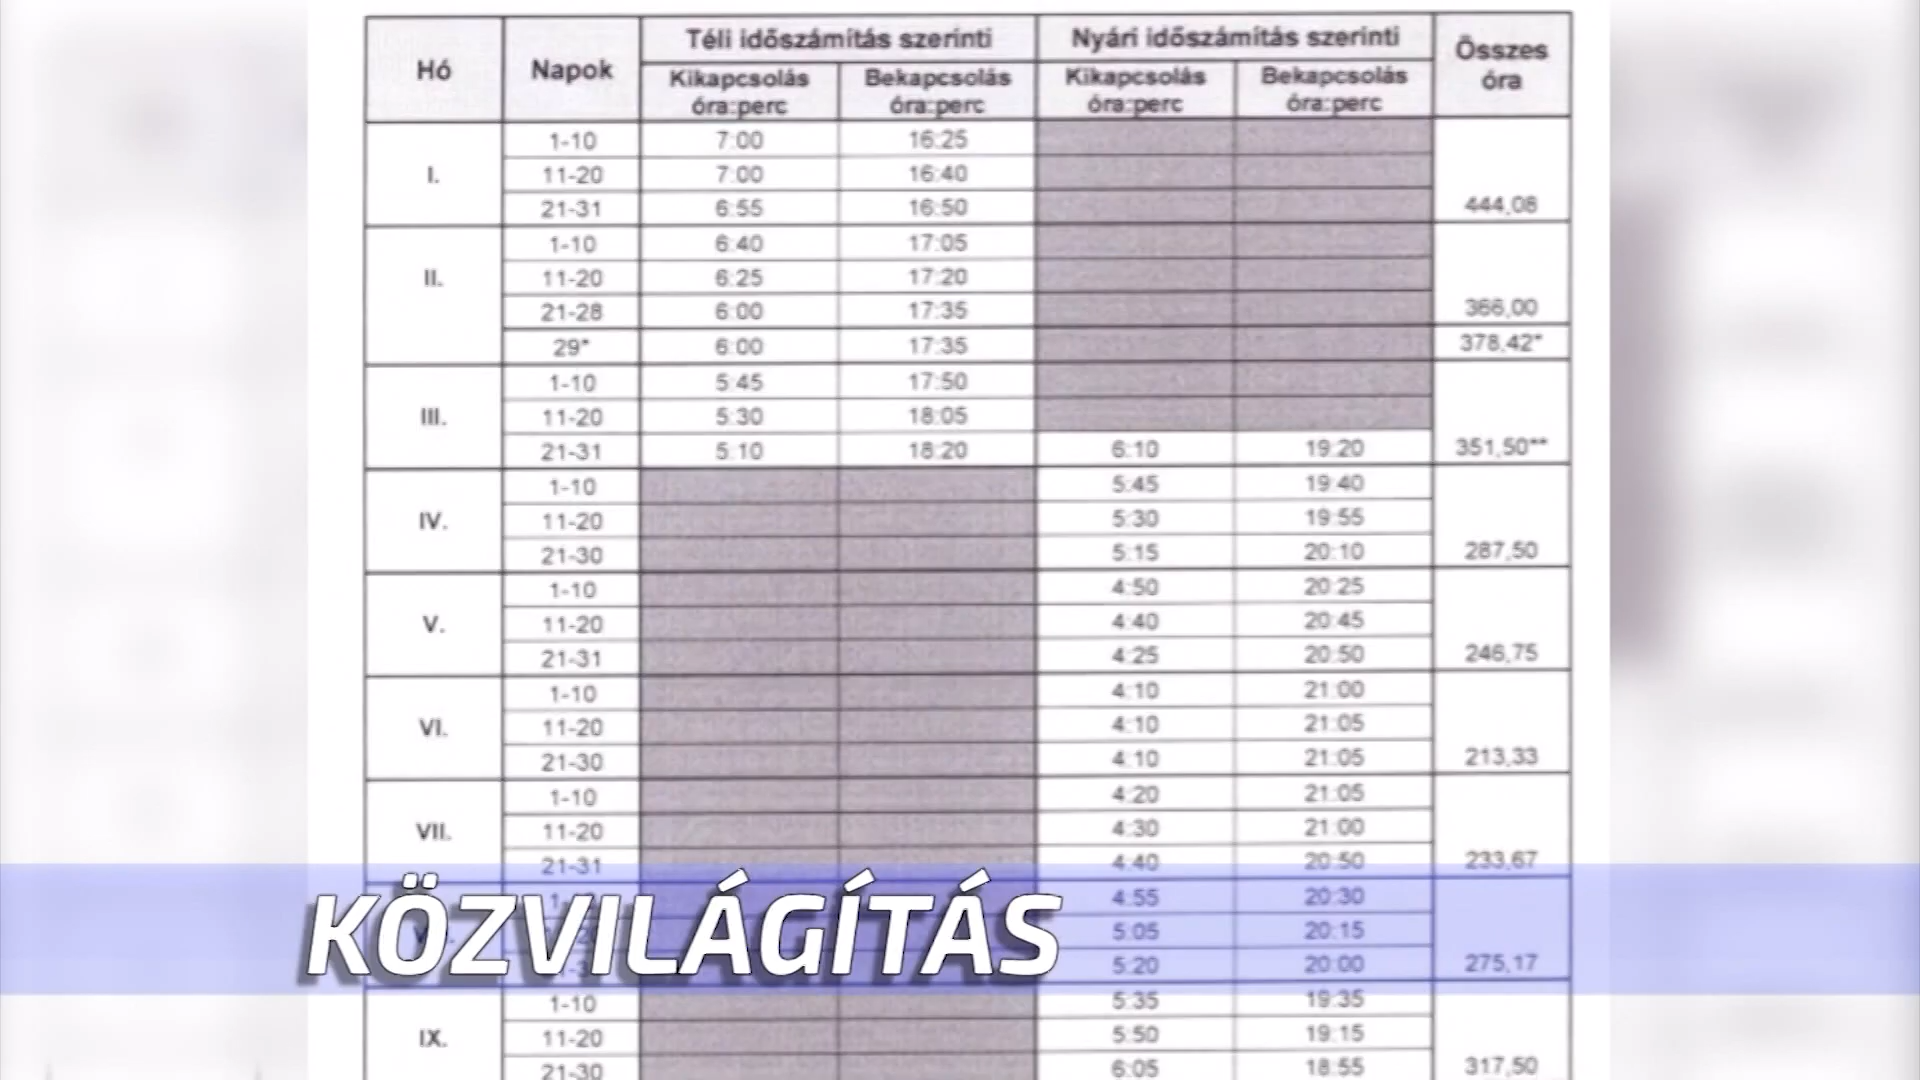 Hó Napok Téli időszámítás szerinti Nyári időszámítás szerinti Összes óra
Kikapcsolás óra:perc Bekapcsolás óra:perc Kikapcsolás óra:perc Bekapcsolás óra:perc
I. 1-10 7:00 16:25
11-20 7:00 16:40
21-31 6:55 16:50 444,08
II. 1-10 6:40 17:05
11-20 6:25 17:20
21-28 6:00 17:35 366,00
29* 6:00 17:35 378,42*
III. 1-10 5:45 17:50
11-20 5:30 18:05
21-31 5:10 18:20 6:10 19:20 351,50**
IV. 1-10 5:45 19:40
11-20 5:30 19:55
21-30 5:15 20:10 287,50
V. 1-10 4:50 20:25
11-20 4:40 20:45
21-31 4:25 20:50 246,75
VI. 1-10 4:10 21:00
11-20 4:10 21:05
21-30 4:10 21:05 213,33
VII. 1-10 4:20 21:05
11-20 4:30 21:00
21-31 4:40 20:50 233,67
4:55 20:30
5:05 20:15
5:20 20:00 275,17
KÖZVILÁGÍTÁS
IX. 1-10 5:35 19:35
11-20 5:50 19:15
21-30 6:05 18:55 317,50